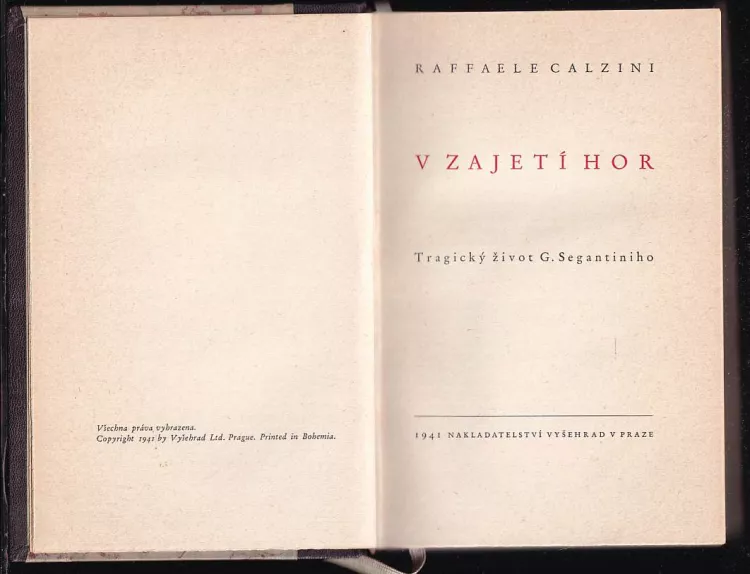 Všechna práva vyhrazena.
Copyright 1941 by Vyšehrad Ltd. Prague. Printed in Bohemia.
RAFFAELE CALZINI
V ZAJETÍ HOR
Tragický život G. Segantiniho
1941 NAKLADATELSTVÍ VYŠEHRAD V PRAZE